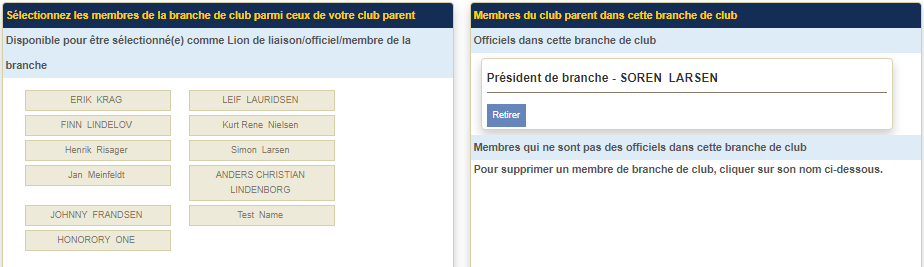 Sélectionnez les membres de la branche de club parmi ceux de votre club parent
Disponible pour être sélectionné(e) comme Lion de liaison/officiel/membre de la
branche
ERIK KRAG
LEIF LAURIDSEN
FINN LINDELOV
Kurt Rene Nielsen
Henrik Risager
Simon Larsen
Jan Meinfeldt
ANDERS CHRISTIAN
LINDENBORG
JOHNNY FRANDSEN
Test Name
HONORORY ONE
Membres du club parent dans cette branche de club
Officiels dans cette branche de club
Président de branche - SOREN LARSEN
Retirer
Membres qui ne sont pas des officiels dans cette branche de club
Pour supprimer un membre de branche de club, cliquer sur son nom ci-dessous.